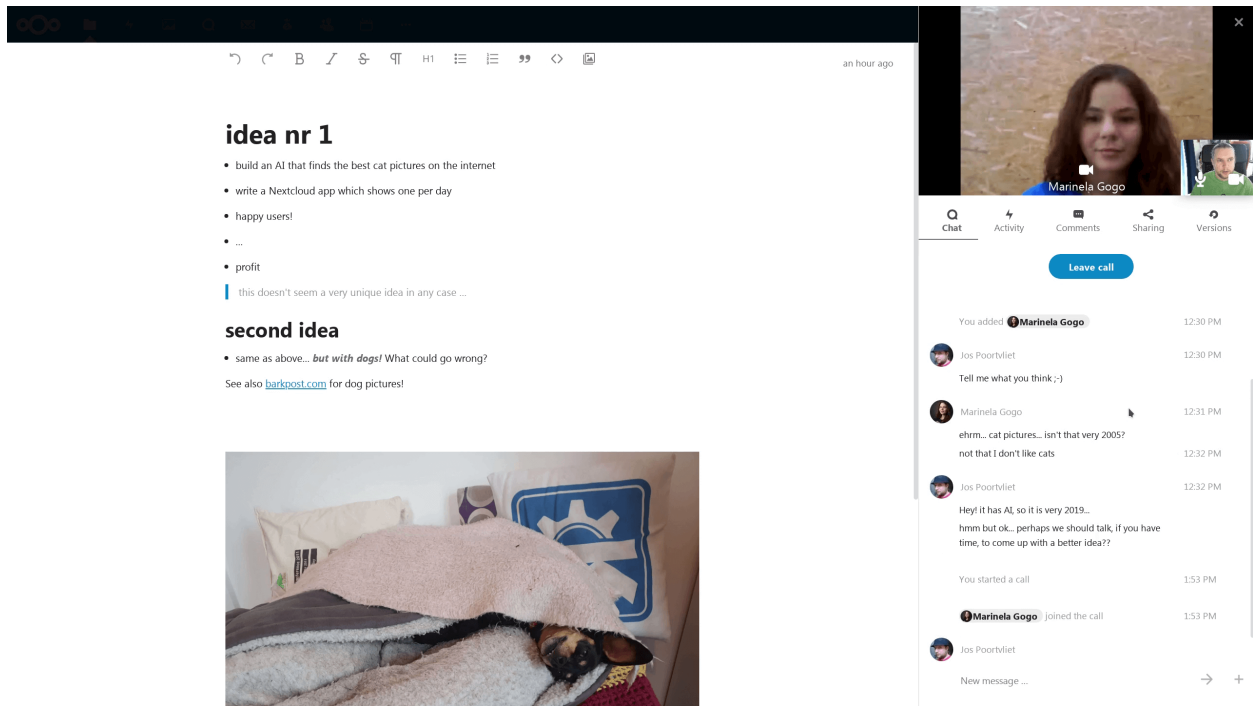 an hour ago
H1
idea nr 1
• build an AI that finds the best cat pictures on the internet
• write a Nextcloud app which shows one per day
• happy users!
• ...
• profit
this doesn't seem a very unique idea in any case ...
second idea
• same as above... but with dogs! What could go wrong?
See also barkpost.com for dog pictures!
Marinela Gogo
Chat
Activity
Comments
Sharing
Versions
Leave call
You added Marinela Gogo 12:30 PM
Jos Poortvliet 12:30 PM
Tell me what you think ;-)
Marinela Gogo 12:31 PM
ehrm... cat pictures... isn't that very 2005?
not that I don't like cats 12:32 PM
Jos Poortvliet 12:32 PM
Hey! it has AI, so it is very 2019...
hmm but ok... perhaps we should talk, if you have
time, to come up with a better idea??
You started a call 1:53 PM
Marinela Gogo joined the call 1:53 PM
Jos Poortvliet
New message ...